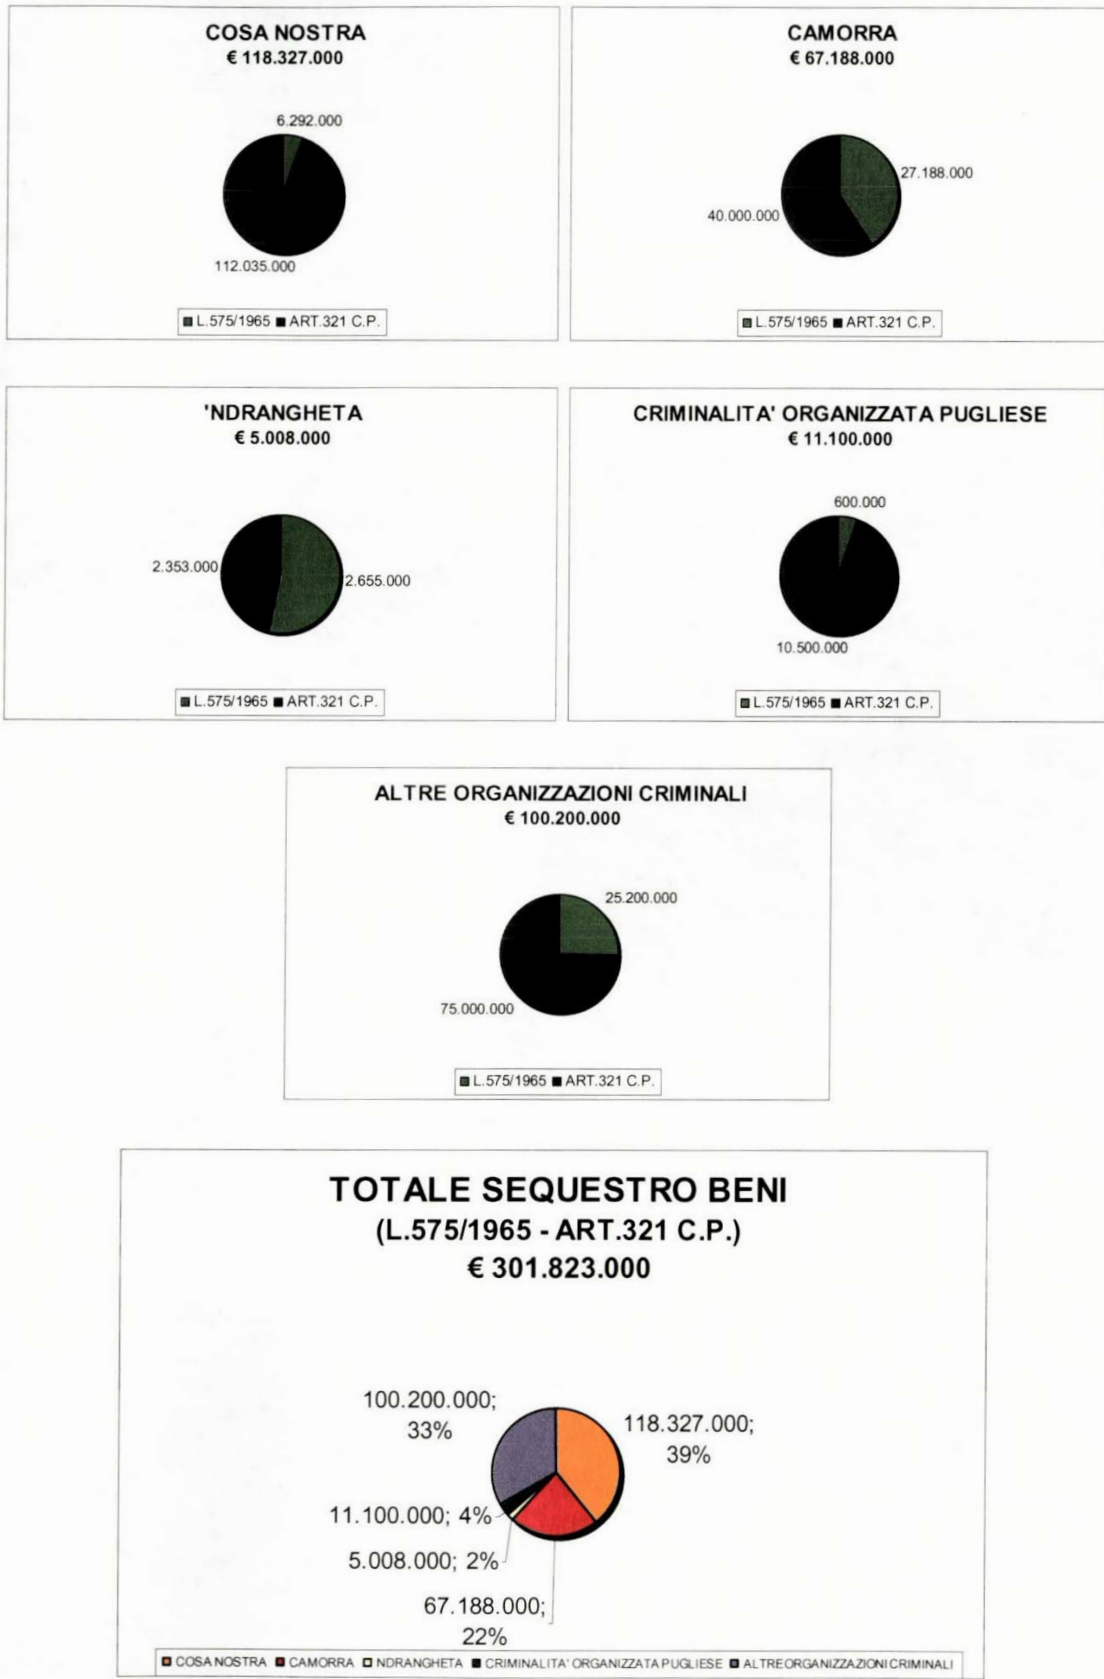 COSA NOSTRA
€ 118.327.000
6.292.000
112.035.000
L.575/1965 ART.321 C.P.
CAMORRA
€ 67.188.000
27.188.000
40.000.000
L.575/1965 ART.321 C.P.
'NDRANGHETA
€ 5.008.000
2.353.000
2.655.000
L.575/1965 ART.321 C.P.
CRIMINALITA' ORGANIZZATA PUGLIESE
€ 11.100.000
600.000
10.500.000
L.575/1965 ART.321 C.P.
ALTRE ORGANIZZAZIONI CRIMINALI
€ 100.200.000
25.200.000
75.000.000
L.575/1965 ART.321 C.P.
TOTALE SEQUESTRO BENI
(L.575/1965 - ART.321 C.P.)
€ 301.823.000
100.200.000;
33%
118.327.000;
39%
11.100.000; 4%
5.008.000; 2%
67.188.000;
22%
COSA NOSTRA CAMORRA NDRANGHETA CRIMINALITA' ORGANIZZATA PUGLIESE ALTRE ORGANIZZAZIONI CRIMINALI